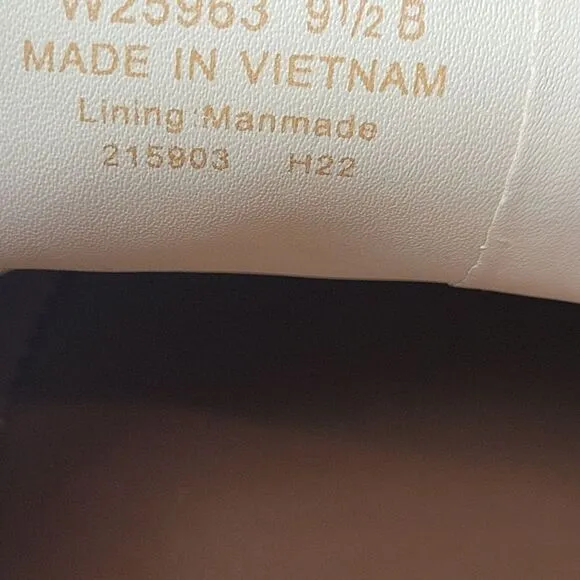 W25963 9½ B
MADE IN VIETNAM
Lining:Manmade
215903 H22